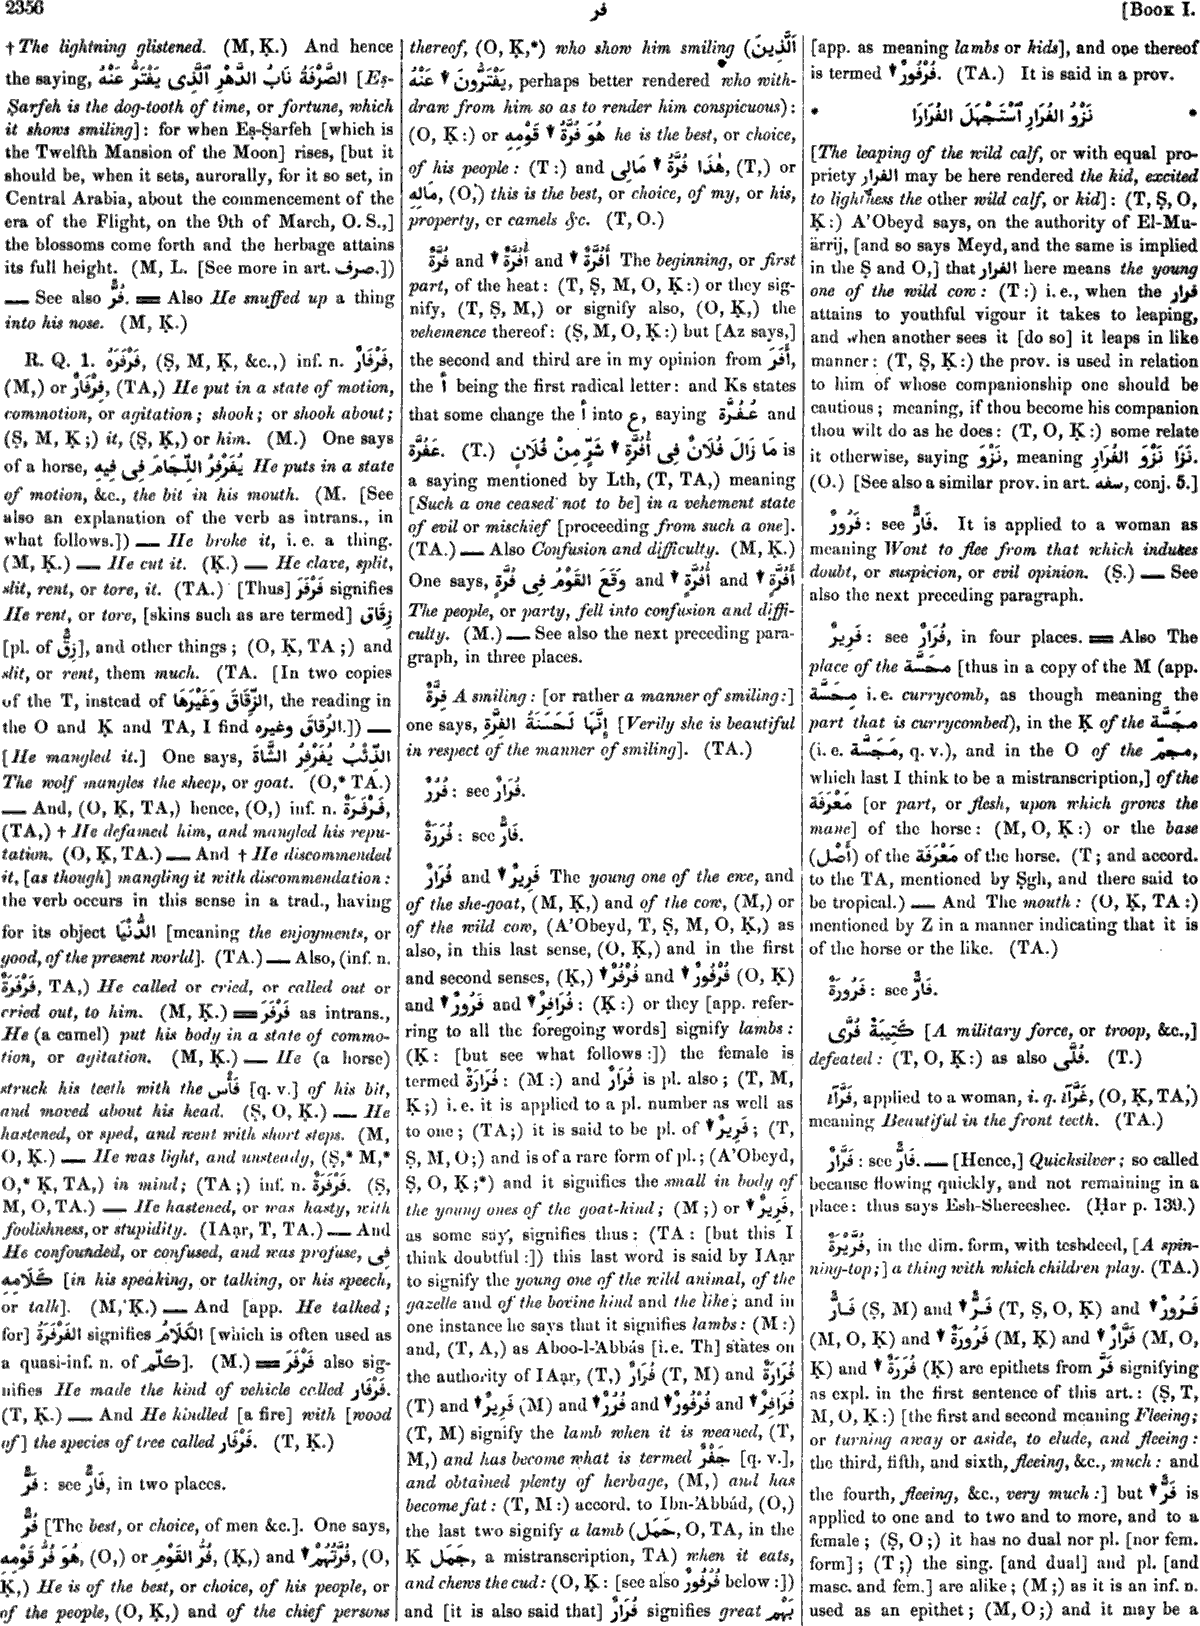 2356
فر
[Book I.
† The lightning glistened. (M, Ḳ.) And hence
the saying, الصَّرْفَةُ نَابُ الدَّهْرِ ٱلَّذِى يَفْتَرُّ عَنْهُ [Eṣ-
Ṣarfeh is the dog-tooth of time, or fortune, which
it shows smiling]: for when Eṣ-Ṣarfeh [which is
the Twelfth Mansion of the Moon] rises, [but it
should be, when it sets, aurorally, for it so set, in
Central Arabia, about the commencement of the
era of the Flight, on the 9th of March, O. S.,]
the blossoms come forth and the herbage attains
its full height. (M, L. [See more in art. صرف.])
— See also فُرٌّ. = Also He snuffed up a thing
into his nose. (M, Ḳ.)
R. Q. 1. فَرْفَرَهُ, (Ṣ, M, Ḳ, &c.,) inf. n. فَرْفَارٌ,
(M,) or فِرْفَارٌ, (TA,) He put in a state of motion,
commotion, or agitation; shook; or shook about;
(Ṣ, M, Ḳ;) it, (Ṣ, Ḳ,) or him. (M.) One says
of a horse, يُفَرْفِرُ اللِّجَامَ فِى فِيهِ He puts in a state
of motion, &c., the bit in his mouth. (M. [See
also an explanation of the verb as intrans., in
what follows.]) — He broke it, i. e. a thing.
(M, Ḳ.) — He cut it. (Ḳ.) — He clave, split,
slit, rent, or tore, it. (TA.) [Thus] فَرْفَرَ signifies
He rent, or tore, [skins such as are termed] زِقَاق
[pl. of زِقٌّ], and other things; (O, Ḳ, TA;) and
slit, or rent, them much. (TA. [In two copies
of the T, instead of الزِّقَاقَ وَغَيْرَهَا, the reading in
the O and Ḳ and TA, I find الرِّقاقَ وغيره.]) —
[He mangled it.] One says, الذِّئْبُ يُفَرْفِرُ الشَّاةَ
The wolf mangles the sheep, or goat. (O,* TA.)
— And, (O, Ḳ, TA,) hence, (O,) inf. n. فَرْفَرَةٌ,
(TA,) † He defamed him, and mangled his repu-
tation. (O, Ḳ, TA.) — And † He discommended
it, [as though] mangling it with discommendation:
the verb occurs in this sense in a trad., having
for its object الدُّنْيَا [meaning the enjoyments, or
good, of the present world]. (TA.) — Also, (inf. n.
فَرْفَرَةٌ, TA,) He called or cried, or called out or
cried out, to him. (M, Ḳ.) = فَرْفَرَ as intrans.,
He (a camel) put his body in a state of commo-
tion, or agitation. (M, Ḳ.) — He (a horse)
struck his teeth with the فَأْس [q. v.] of his bit,
and moved about his head. (Ṣ, O, Ḳ.) — He
hastened, or sped, and went with short steps. (M,
O, Ḳ.) — He was light, and unsteady, (Ṣ,* M,*
O,* Ḳ, TA,) in mind; (TA;) inf. n. فَرْفَرَةٌ. (Ṣ,
M, O, TA.) — He hastened, or was hasty, with
foolishness, or stupidity. (IAạr, T, TA.) — And
He confounded, or confused, and was profuse, فِى
كَلَامِهِ [in his speaking, or talking, or his speech,
or talk]. (M, Ḳ.) — And [app. He talked;
for] الفَرْفَرَةُ signifies الكَلَامُ [which is often used as
a quasi-inf. n. of كَلَّمَ]. (M.) = فَرْفَرَ also sig-
nifies He made the kind of vehicle called فَرْفَار.
(T, Ḳ.) — And He kindled [a fire] with [wood
of] the species of tree called فَرْفَار. (T, Ḳ.)
فَرٌّ : see فَارٌّ, in two places.
فُرٌّ [The best, or choice, of men &c.]. One says,
هُوَ فُرُّ قَوْمِهِ, (O,) or فُرُّ القَوْمِ, (Ḳ,) and ↓ فُرَّتُهُمْ, (O,
Ḳ,) He is of the best, or choice, of his people, or
of the people, (O, Ḳ,) and of the chief persons
thereof, (O, Ḳ,*) who show him smiling (ٱلَّذِينَ
يَفْتَرُّونَ ↓ عَنْهُ, perhaps better rendered who with-
draw from him so as to render him conspicuous):
(O, Ḳ:) or هُوَ فُرَّةُ ↓ قَوْمِهِ he is the best, or choice,
of his people: (T:) and هٰذَا فُرَّةُ ↓ مَالِى, (T,) or
مَالِهِ, (O,) this is the best, or choice, of my, or his,
property, or camels &c. (T, O.)
فُرَّةٌ and ↓ أُفُرَّةٌ and ↓ أَفُرَّةٌ The beginning, or first
part, of the heat: (T, Ṣ, M, O, Ḳ:) or they sig-
nify, (T, Ṣ, M,) or signify also, (O, Ḳ,) the
vehemence thereof: (Ṣ, M, O, Ḳ:) but [Az says,]
the second and third are in my opinion from أَفَرَ,
the أ being the first radical letter: and Ks states
that some change the أ into ع, saying عُفُرَّة and
عَفُرَّة. (T.) مَا زَالَ فُلَانٌ فِى أُفُرَّةِ ↓ شَرٍّ مِنْ فُلَانٍ is
a saying mentioned by Lth, (T, TA,) meaning
[Such a one ceased not to be] in a vehement state
of evil or mischief [proceeding from such a one].
(TA.) — Also Confusion and difficulty. (M, Ḳ.)
One says, وَقَعَ القَوْمُ فِى فُرَّةٍ and ↓ أُفُرَّةٍ and ↓ أَفُرَّةٍ
The people, or party, fell into confusion and diffi-
culty. (M.) — See also the next preceding para-
graph, in three places.
فِرَّةٌ A smiling: [or rather a manner of smiling:]
one says, إِنَّهَا لَحَسَنَةُ الفِرَّةِ [Verily she is beautiful
in respect of the manner of smiling]. (TA.)
فُرُرٌ : see فُرَارٌ.
فُرَرَةٌ : see فَارٌّ.
فُرَارٌ and ↓ فَرِيرٌ The young one of the ewe, and
of the she-goat, (M, Ḳ,) and of the cow, (M,) or
of the wild cow, (A'Obeyd, T, Ṣ, M, O, Ḳ,) as
also, in this last sense, (O, Ḳ,) and in the first
and second senses, (Ḳ,) ↓ فُرْفُرٌ and ↓ فُرْفُورٌ (O, Ḳ)
and ↓ فَرُورٌ and ↓ فُرَافِرٌ : (Ḳ:) or they [app. refer-
ring to all the foregoing words] signify lambs:
(Ḳ: [but see what follows:]) the female is
termed فُرَارَةٌ : (M:) and فُرَارٌ is pl. also; (T, M,
Ḳ;) i. e. it is applied to a pl. number as well as
to one; (TA;) it is said to be pl. of ↓ فَرِيرٌ; (T,
Ṣ, M, O;) and is of a rare form of pl.; (A'Obeyd,
Ṣ, O, Ḳ;*) and it signifies the small in body of
the young ones of the goat-kind; (M;) or ↓ فَرِيرٌ,
as some say, signifies thus: (TA: [but this I
think doubtful:]) this last word is said by IAạr
to signify the young one of the wild animal, of the
gazelle and of the bovine kind and the like; and in
one instance he says that it signifies lambs: (M:)
and, (T, A,) as Aboo-l-'Abbás [i. e. Th] states on
the authority of IAạr, (T,) فُرَارٌ (T, M) and فُرَارَةٌ
(T) and ↓ فَرِيرٌ (M) and ↓ فُرُرٌ and ↓ فُرْفُورٌ and ↓ فُرَافِرٌ
(T, M) signify the lamb when it is weaned, (T,
M,) and has become what is termed جَفْرٌ [q. v.],
and obtained plenty of herbage, (M,) and has
become fat: (T, M:) accord. to Ibn-'Abbád, (O,)
the last two signify a lamb (حَمَل, O, TA, in the
Ḳ جَمَل, a mistranscription, TA) when it eats,
and chews the cud: (O, Ḳ: [see also فُرْفُورٌ below:])
and [it is also said that] فُرَارٌ signifies great بَهْم
[app. as meaning lambs or kids], and one thereof
is termed ↓ فُرْفُورٌ. (TA.) It is said in a prov.
* نَزْوُ الفُرَارِ ٱسْتَجْهَلَ الفُرَارَا *
[The leaping of the wild calf, or with equal pro-
priety الفرار may be here rendered the kid, excited
to lightness the other wild calf, or kid]: (T, Ṣ, O,
Ḳ:) A'Obeyd says, on the authority of El-Mu-
ärrij, [and so says Meyd, and the same is implied
in the Ṣ and O,] that الفرار here means the young
one of the wild cow: (T:) i. e., when the فرار
attains to youthful vigour it takes to leaping,
and when another sees it [do so] it leaps in like
manner: (T, Ṣ, Ḳ:) the prov. is used in relation
to him of whose companionship one should be
cautious; meaning, if thou become his companion
thou wilt do as he does: (T, O, Ḳ:) some relate
it otherwise, saying نَزْوَ, meaning نَزَا نَزْوَ الفُرَارِ.
(O.) [See also a similar prov. in art. سفه, conj. 5.]
فَرُورٌ : see فَارٌّ. It is applied to a woman as
meaning Wont to flee from that which induces
doubt, or suspicion, or evil opinion. (Ṣ.) — See
also the next preceding paragraph.
فَرِيرٌ : see فُرَارٌ, in four places. = Also The
place of the مَحَسَّة [thus in a copy of the M (app.
مِحَسَّة i. e. currycomb, as though meaning the
part that is currycombed), in the Ḳ of the مَجَسَّة
(i. e. مَجَسَّة, q. v.), and in the O of the مِجَسّ,
which last I think to be a mistranscription,] of the
مَعْرَفَة [or part, or flesh, upon which grows the
mane] of the horse: (M, O, Ḳ:) or the base
(أَصْل) of the مَعْرَفَة of the horse. (T; and accord.
to the TA, mentioned by Ṣgh, and there said to
be tropical.) — And The mouth: (O, Ḳ, TA:)
mentioned by Z in a manner indicating that it is
of the horse or the like. (TA.)
فَرُورَةٌ : see فَارٌّ.
كَتِيبَةٌ فُرَّى [A military force, or troop, &c.,]
defeated: (T, O, Ḳ:) as also فُلَّى. (T.)
فَرَّآءُ, applied to a woman, i. q. غَرَّآءُ, (O, Ḳ, TA,)
meaning Beautiful in the front teeth. (TA.)
فَرَّارٌ : see فَارٌّ. — [Hence,] Quicksilver; so called
because flowing quickly, and not remaining in a
place: thus says Esh-Shereeshee. (Ḥar p. 139.)
فُرَّيْرَةٌ, in the dim. form, with teshdeed, [A spin-
ning-top;] a thing with which children play. (TA.)
فَارٌّ (Ṣ, M) and ↓ فَرٌّ (T, Ṣ, O, Ḳ) and ↓ فَرُورٌ
(M, O, Ḳ) and ↓ فَرُورَةٌ (M, Ḳ) and ↓ فَرَّارٌ (M, O,
Ḳ) and ↓ فُرَرَةٌ (Ḳ) are epithets from فَرَّ signifying
as expl. in the first sentence of this art.: (Ṣ, T,
M, O, Ḳ:) [the first and second meaning Fleeing;
or turning away or aside, to elude, and fleeing:
the third, fifth, and sixth, fleeing, &c., much: and
the fourth, fleeing, &c., very much:] but ↓ فَرٌّ is
applied to one and to two and to more, and to a
female; (Ṣ, O;) it has no dual nor pl. [nor fem.
form]; (T;) the sing. [and dual] and pl. [and
masc. and fem.] are alike; (M;) as it is an inf. n.
used as an epithet; (M, O;) and it may be a